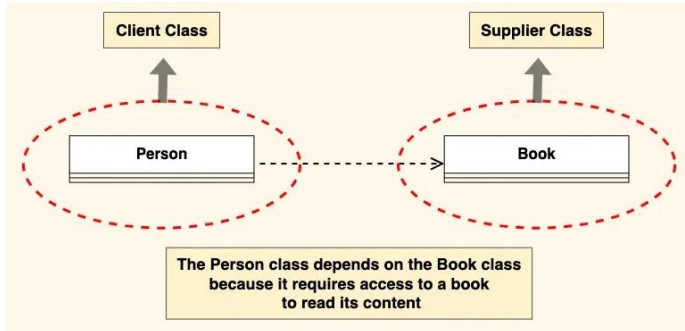 Client Class
Supplier Class
Person
Book
The Person class depends on the Book class
because it requires access to a book
to read its content